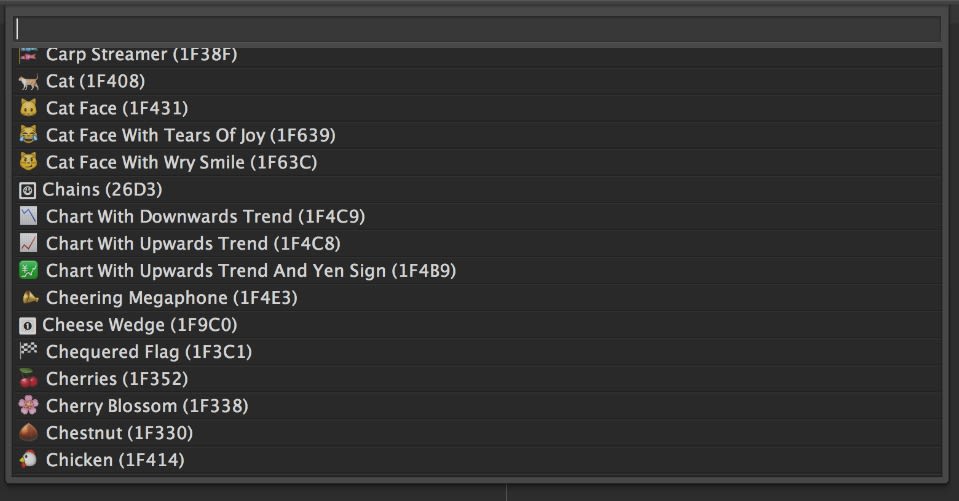 Carp Streamer (1F38F)
Cat (1F408)
Cat Face (1F431)
Cat Face With Tears Of Joy (1F639)
Cat Face With Wry Smile (1F63C)
Chains (26D3)
Chart With Downwards Trend (1F4C9)
Chart With Upwards Trend (1F4C8)
Chart With Upwards Trend And Yen Sign (1F4B9)
Cheering Megaphone (1F4E3)
Cheese Wedge (1F9C0)
Chequered Flag (1F3C1)
Cherries (1F352)
Cherry Blossom (1F338)
Chestnut (1F330)
Chicken (1F414)